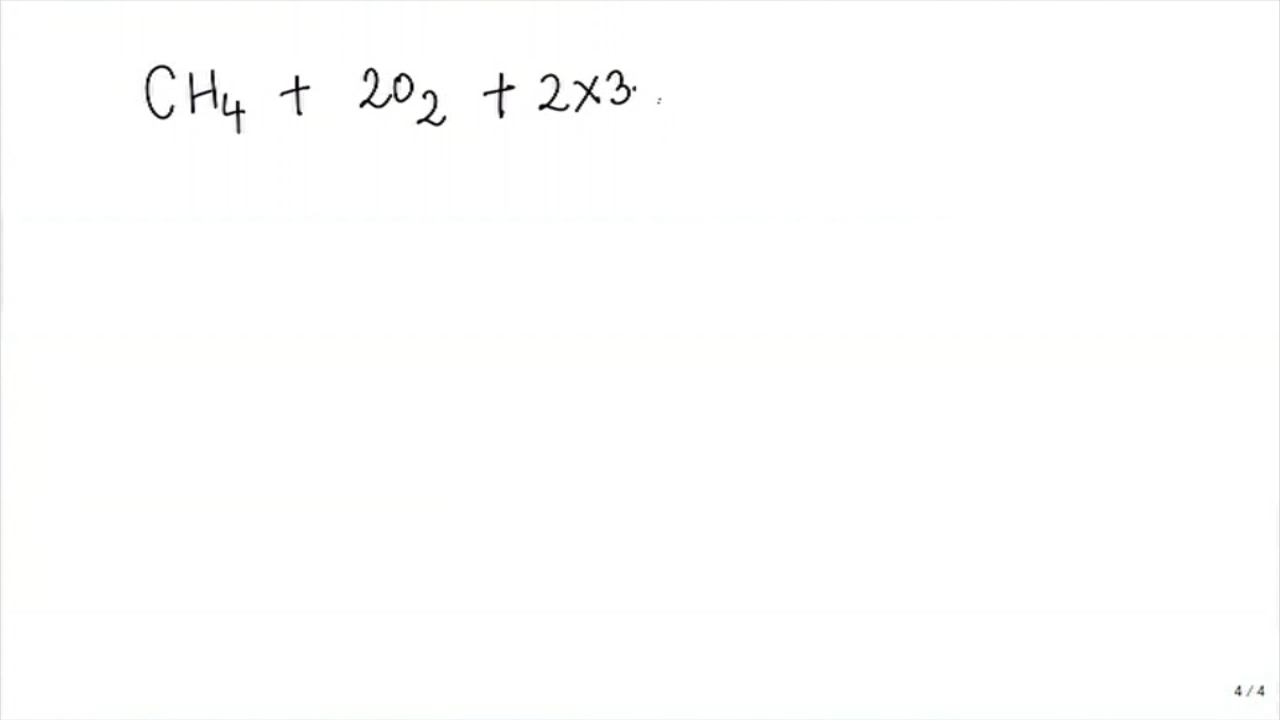 CH₄ + 2O₂ + 2×3.
4/4